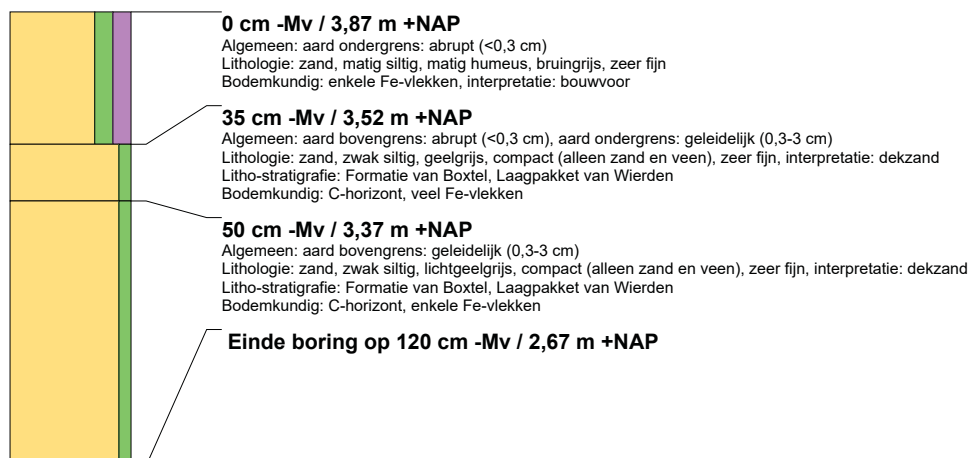 0 cm -Mv / 3,87 m +NAP
Algemeen: aard ondergrens: abrupt (<0,3 cm)
Lithologie: zand, matig siltig, matig humeus, bruingrijs, zeer fijn
Bodemkundig: enkele Fe-vlekken, interpretatie: bouwvoor
35 cm -Mv / 3,52 m +NAP
Algemeen: aard bovengrens: abrupt (<0,3 cm), aard ondergrens: geleidelijk (0,3-3 cm)
Lithologie: zand, zwak siltig, geelgrijs, compact (alleen zand en veen), zeer fijn, interpretatie: dekzand
Litho-stratigrafie: Formatie van Boxtel, Laagpakket van Wierden
Bodemkundig: C-horizont, veel Fe-vlekken
50 cm -Mv / 3,37 m +NAP
Algemeen: aard bovengrens: geleidelijk (0,3-3 cm)
Lithologie: zand, zwak siltig, lichtgeelgrijs, compact (alleen zand en veen), zeer fijn, interpretatie: dekzand
Litho-stratigrafie: Formatie van Boxtel, Laagpakket van Wierden
Bodemkundig: C-horizont, enkele Fe-vlekken
Einde boring op 120 cm -Mv / 2,67 m +NAP